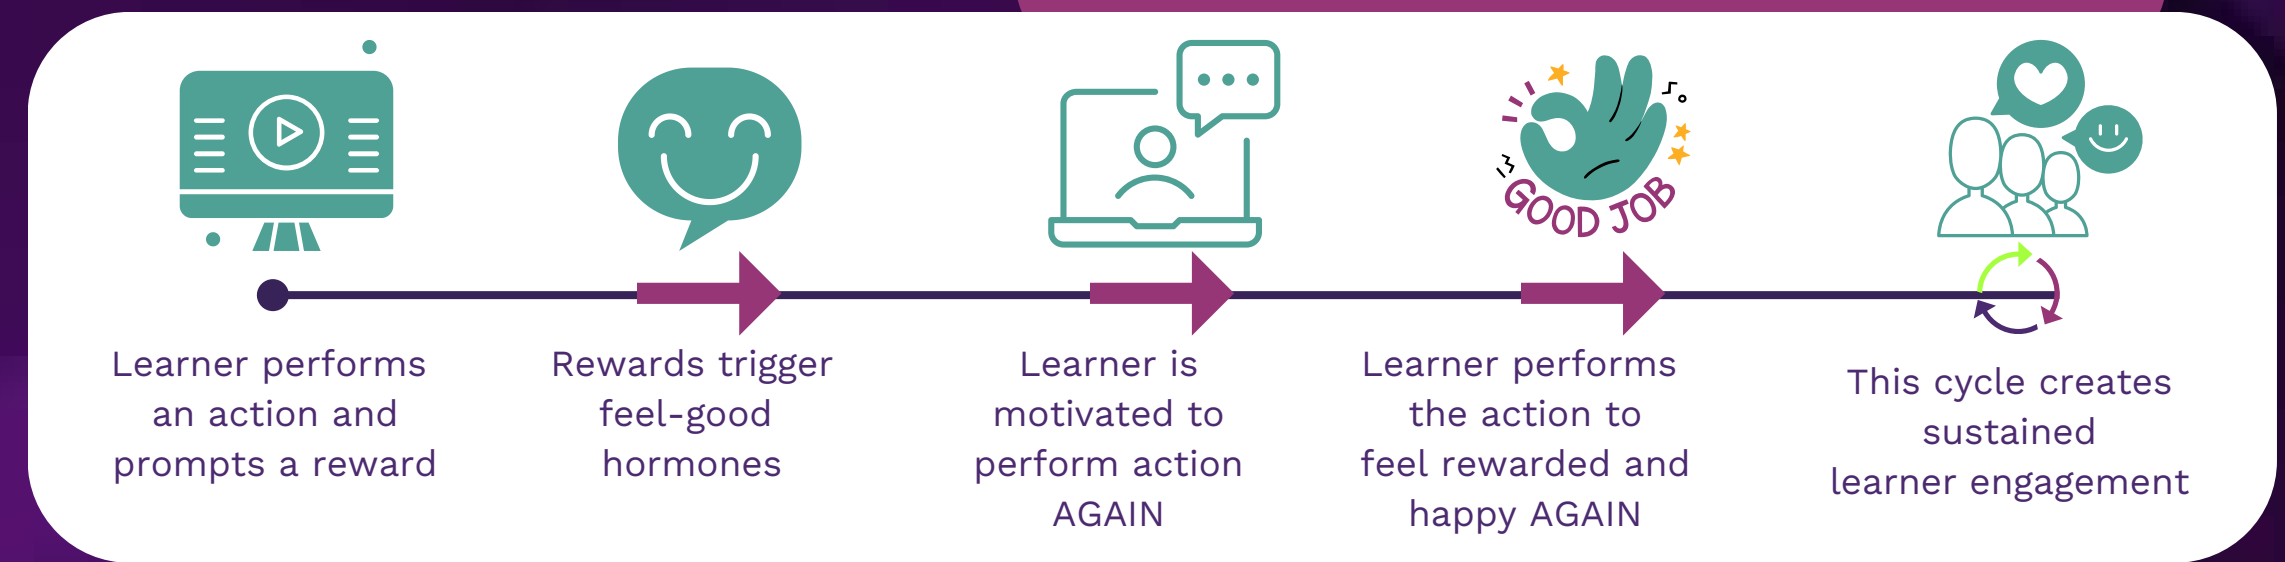 GOOD JOB
Learner performs
an action and
prompts a reward
Rewards trigger
feel-good
hormones
Learner is
motivated to
perform action
AGAIN
Learner performs
the action to
feel rewarded and
happy AGAIN
This cycle creates
sustained
learner engagement